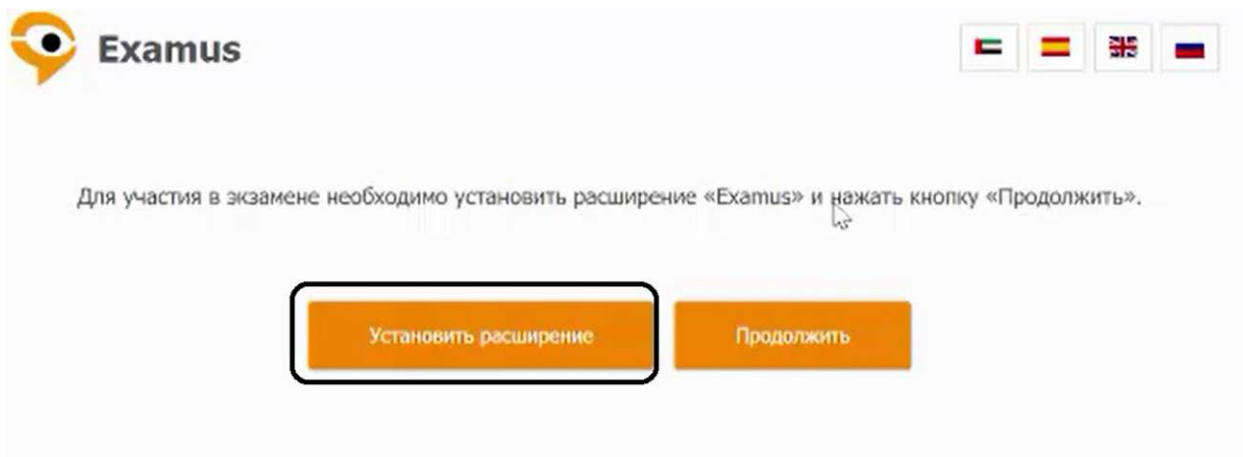 Examus
Для участия в экзамене необходимо установить расширение «Examus» и нажать кнопку «Продолжить».
Установить расширение
Продолжить